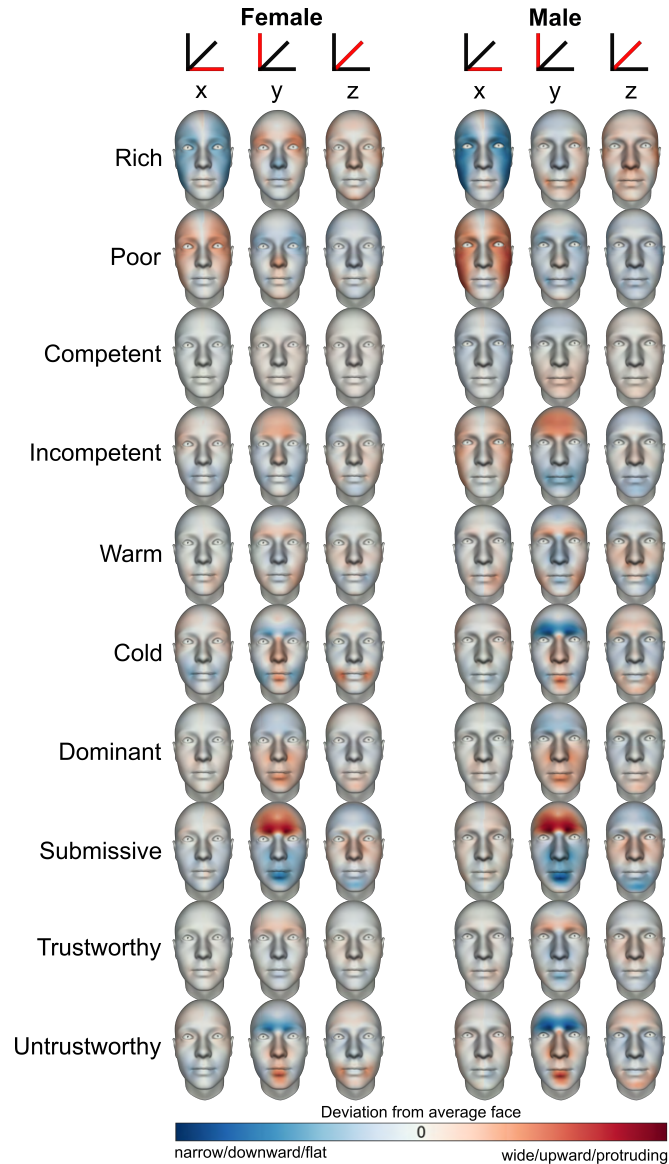 Female Male
x y z x y z
Rich
Poor
Competent
Incompetent
Warm
Cold
Dominant
Submissive
Trustworthy
Untrustworthy
Deviation from average face
0
narrow/downward/flat wide/upward/protruding